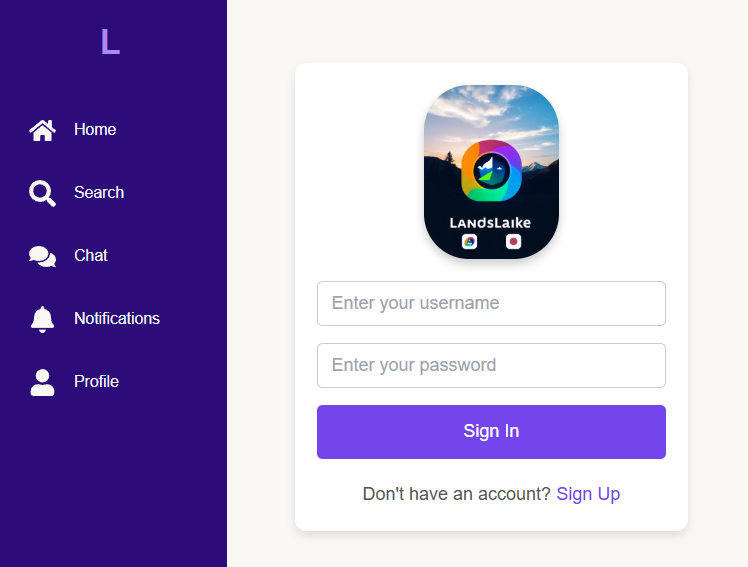 L
Home
Search
Chat
Notifications
Profile
LANDSLAIKE
Enter your username
Enter your password
Sign In
Don't have an account? Sign Up